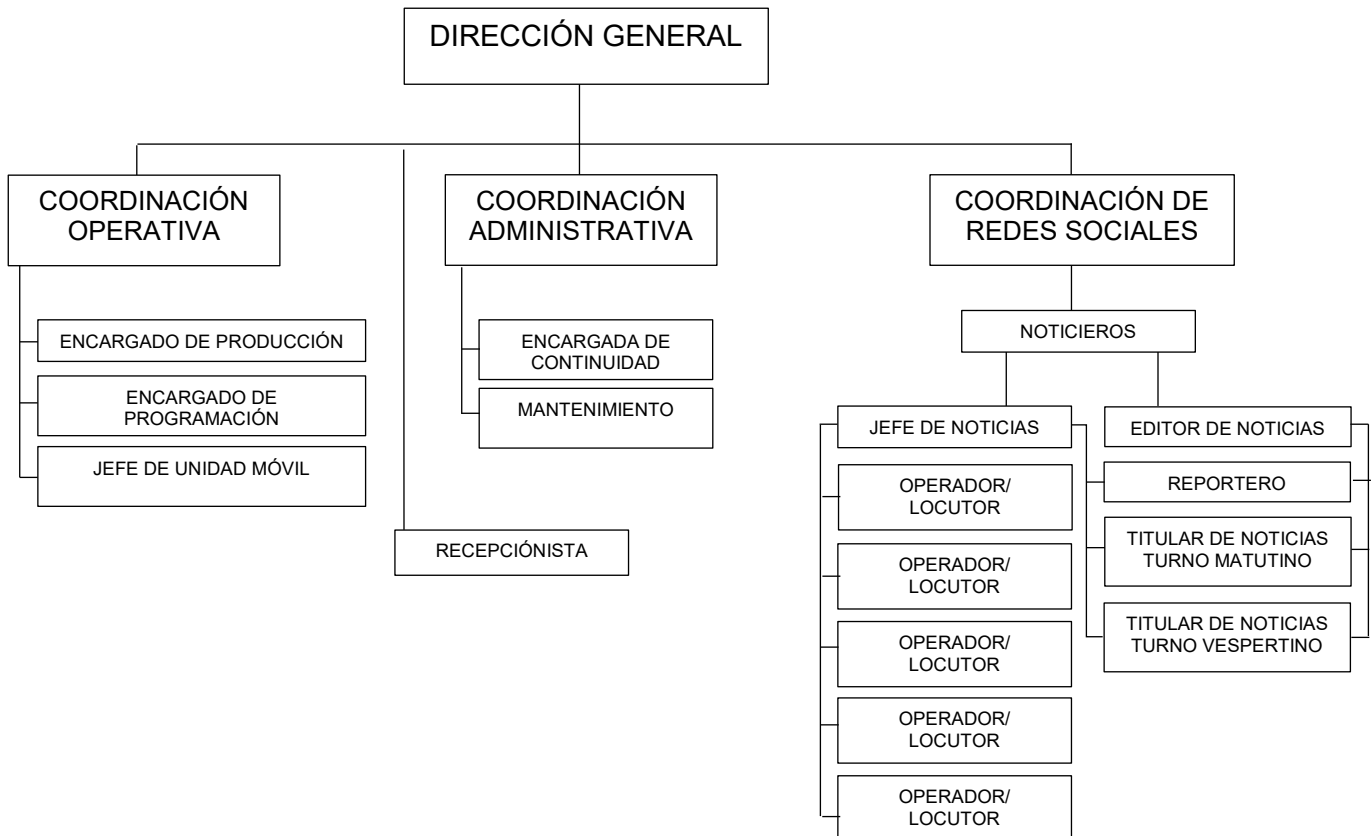 DIRECCIÓN GENERAL
COORDINACIÓN
OPERATIVA
COORDINACIÓN
ADMINISTRATIVA
COORDINACIÓN DE
REDES SOCIALES
ENCARGADO DE PRODUCCIÓN
ENCARGADO DE
PROGRAMACIÓN
JEFE DE UNIDAD MÓVIL
ENCARGADA DE
CONTINUIDAD
MANTENIMIENTO
RECEPCIÓNISTA
NOTICIEROS
JEFE DE NOTICIAS
OPERADOR/
LOCUTOR
OPERADOR/
LOCUTOR
OPERADOR/
LOCUTOR
OPERADOR/
LOCUTOR
OPERADOR/
LOCUTOR
EDITOR DE NOTICIAS
REPORTERO
TITULAR DE NOTICIAS
TURNO MATUTINO
TITULAR DE NOTICIAS
TURNO VESPERTINO